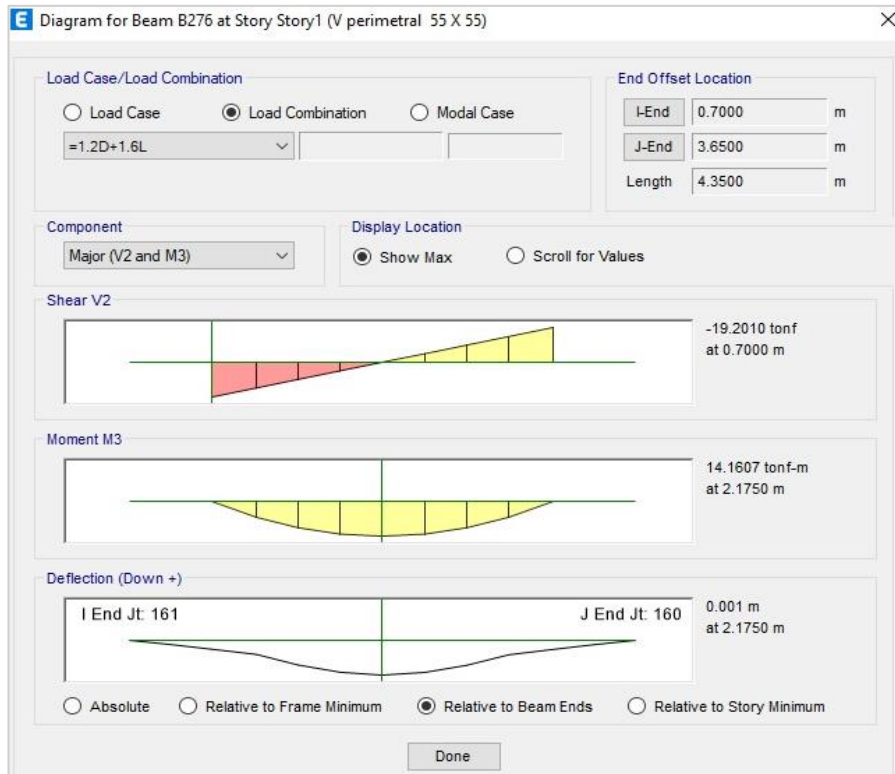 E Diagram for Beam B276 at Story Story1 (V perimetral 55 X 55)
Load Case/Load Combination
Load Case Load Combination Modal Case
=1.2D+1.6L
End Offset Location
I-End 0.7000 m
J-End 3.6500 m
Length 4.3500 m
Component
Major (V2 and M3)
Display Location
Show Max Scroll for Values
Shear V2
-19.2010 tonf
at 0.7000 m
Moment M3
14.1607 tonf-m
at 2.1750 m
Deflection (Down +)
I End Jt: 161 J End Jt: 160
0.001 m
at 2.1750 m
Absolute Relative to Frame Minimum Relative to Beam Ends Relative to Story Minimum
Done